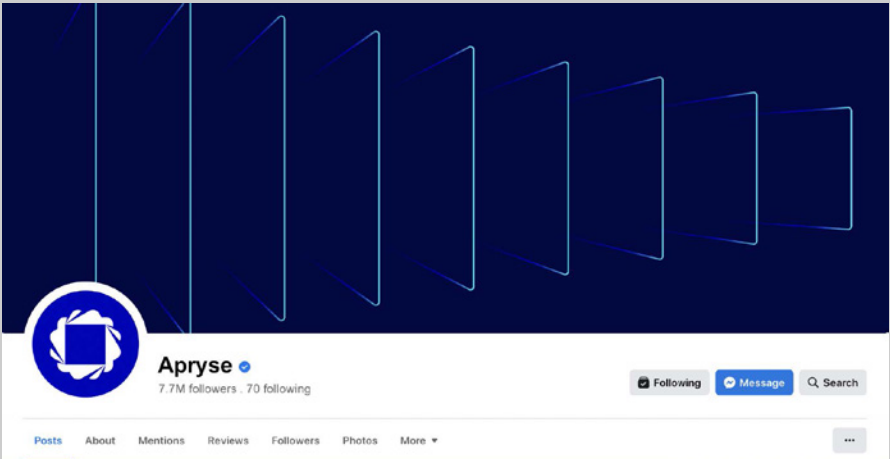 Apryse
7.7M followers . 70 following
Following
Message
Search
Posts About Mentions Reviews Followers Photos More
...